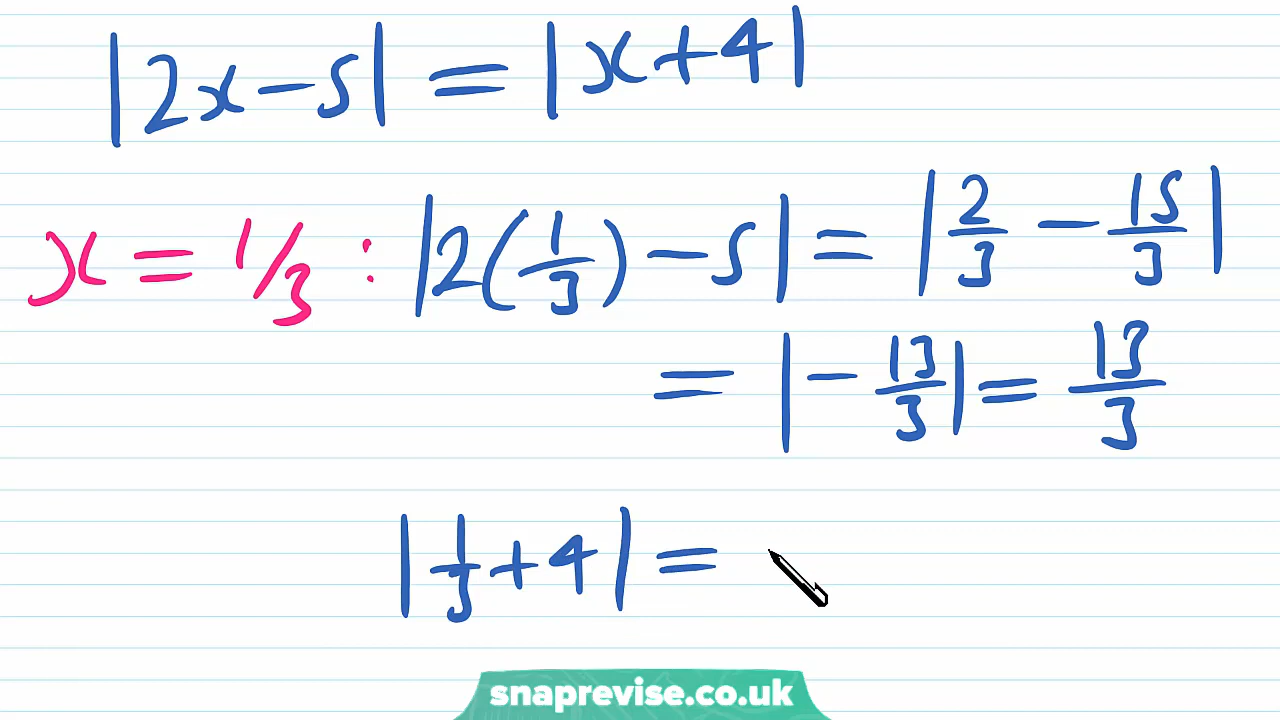 |2x-5| = |x+4|
x = 1/3 : |2(1/3) - 5| = |2/3 - 15/3|
= |- 13/3| = 13/3
|1/3 + 4| =
snaprevise.co.uk